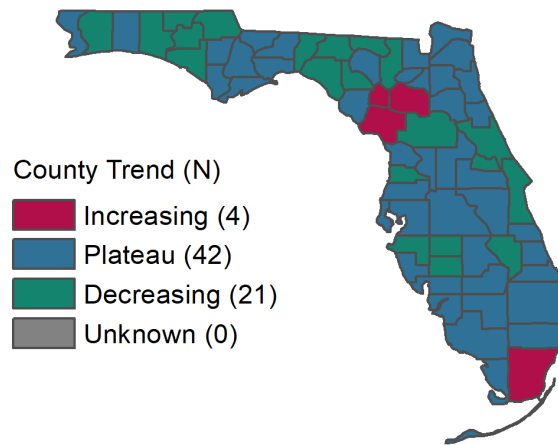 County Trend (N)
Increasing (4)
Plateau (42)
Decreasing (21)
Unknown (0)